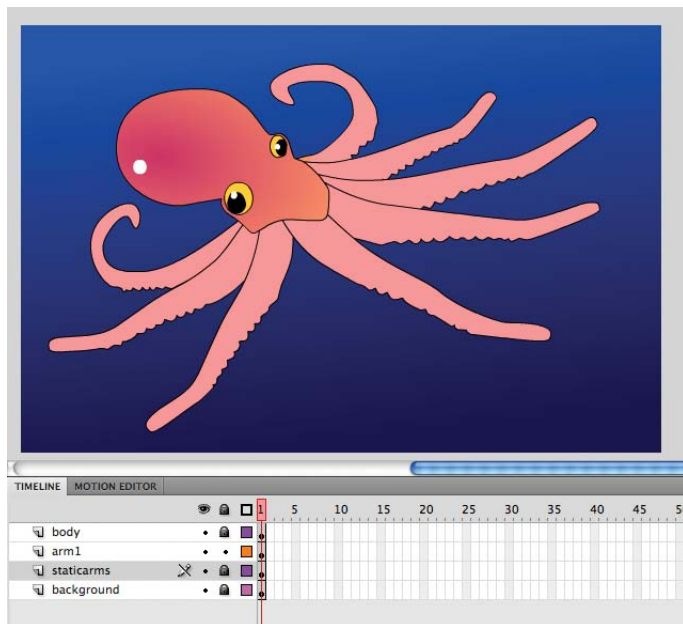 TIMELINE MOTION EDITOR
1 5 10 15 20 25 30 35 40 45
body
arm1
staticarms
background